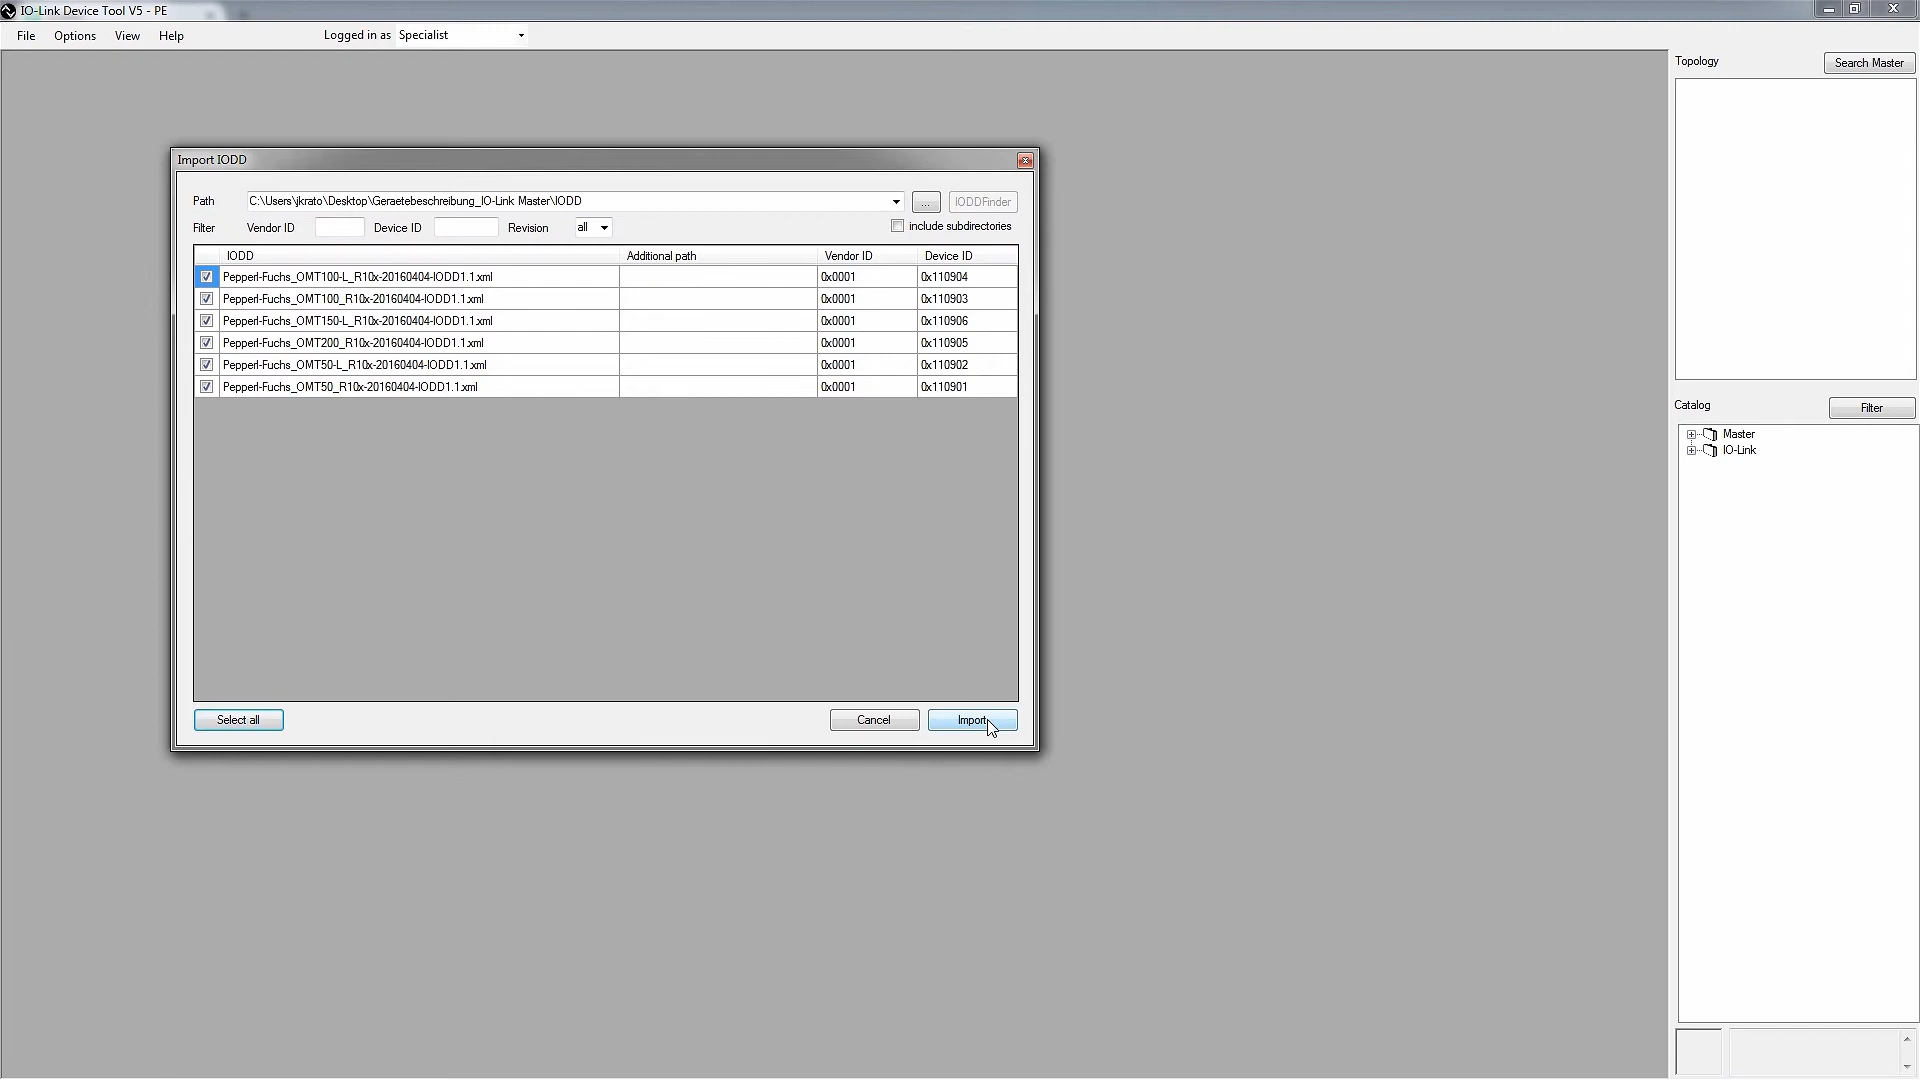 IO-Link Device Tool V5 - PE
File Options View Help Logged in as Specialist
Topology Search Master
Import IODD
Path C:\Users\jkrato\Desktop\Geraetebeschreibung_IO-Link Master\IODD ... IODDFinder
Filter Vendor ID Device ID Revision all include subdirectories
IODD Additional path Vendor ID Device ID
Pepperl-Fuchs_OMT100-L_R10x-20160404-IODD1.1.xml 0x0001 0x110904
Pepperl-Fuchs_OMT100_R10x-20160404-IODD1.1.xml 0x0001 0x110903
Pepperl-Fuchs_OMT150-L_R10x-20160404-IODD1.1.xml 0x0001 0x110906
Pepperl-Fuchs_OMT200_R10x-20160404-IODD1.1.xml 0x0001 0x110905
Pepperl-Fuchs_OMT50-L_R10x-20160404-IODD1.1.xml 0x0001 0x110902
Pepperl-Fuchs_OMT50_R10x-20160404-IODD1.1.xml 0x0001 0x110901
Select all Cancel Import
Catalog Filter
Master
IO-Link